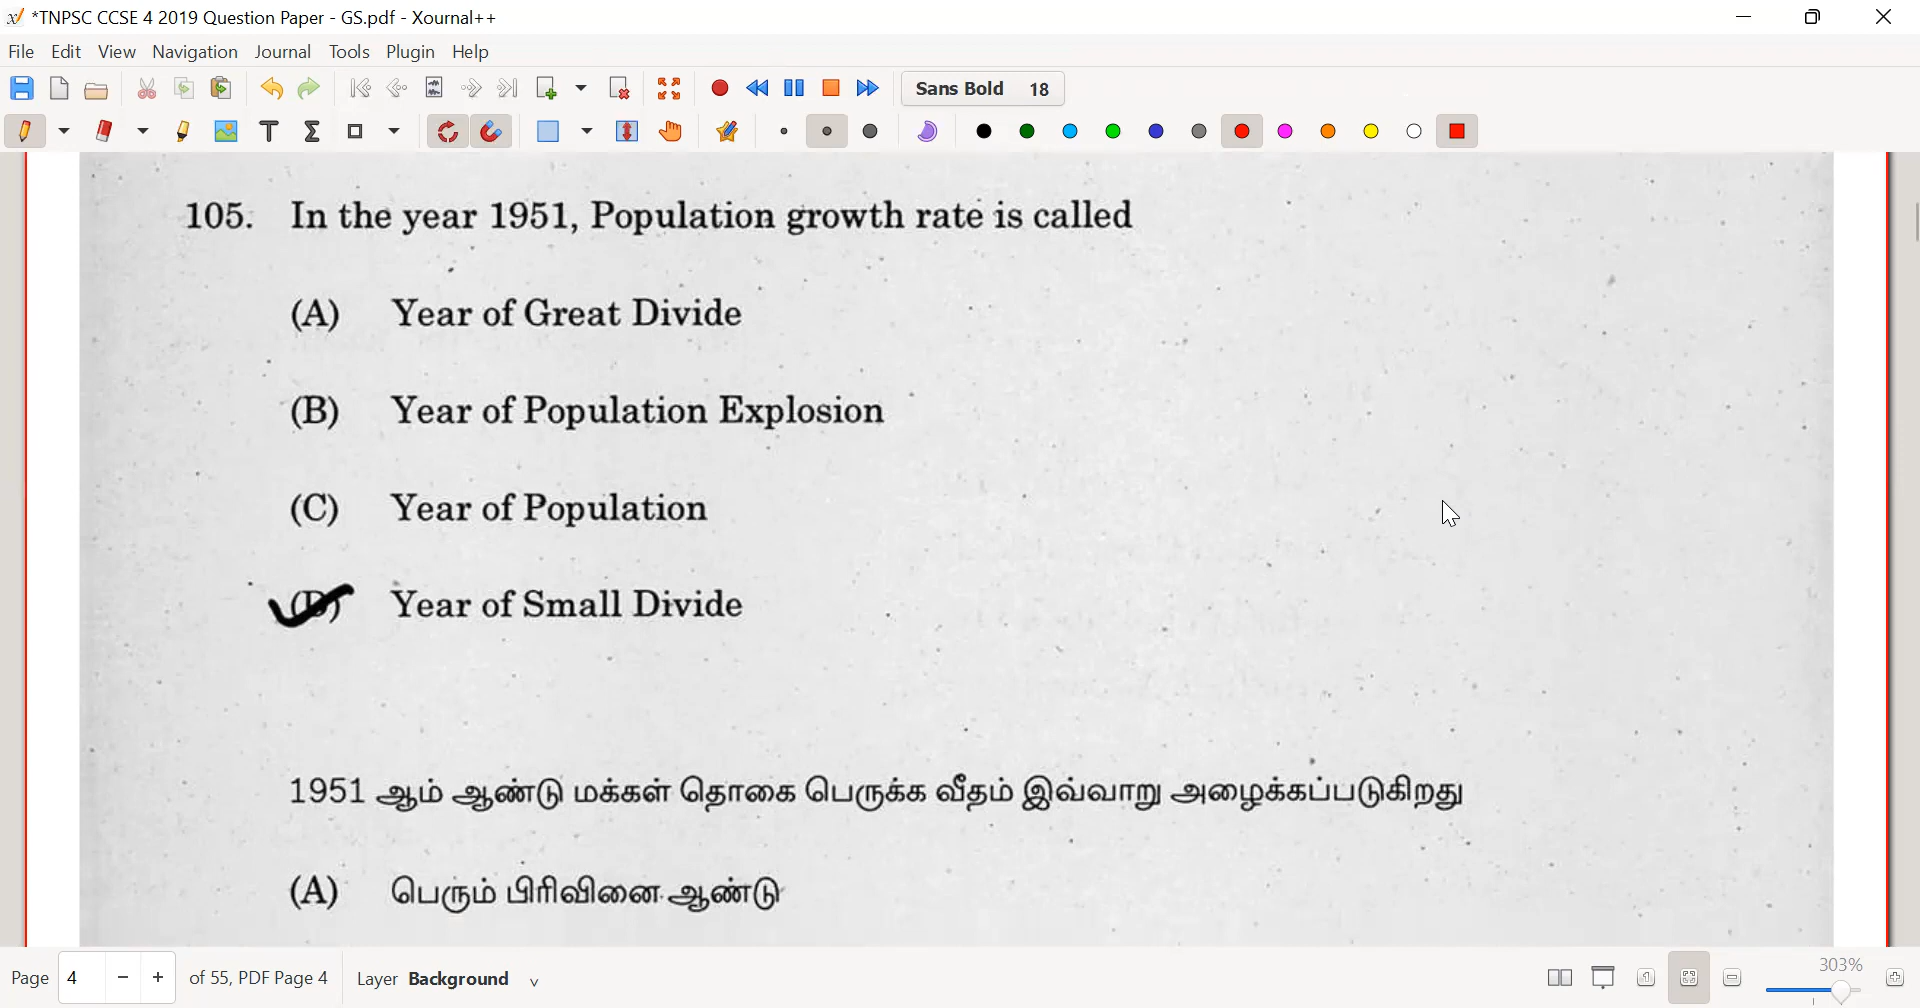 *TNPSC CCSE 4 2019 Question Paper - GS.pdf - Xournal++
File Edit View Navigation Journal Tools Plugin Help
Sans Bold 18
105. In the year 1951, Population growth rate is called
(A) Year of Great Divide
(B) Year of Population Explosion
(C) Year of Population
(D) Year of Small Divide
1951 ஆம் ஆண்டு மக்கள் தொகை பெருக்க வீதம் இவ்வாறு அழைக்கப்படுகிறது
(A) பெரும் பிரிவினை ஆண்டு
Page 4 − + of 55, PDF Page 4 Layer Background 303%